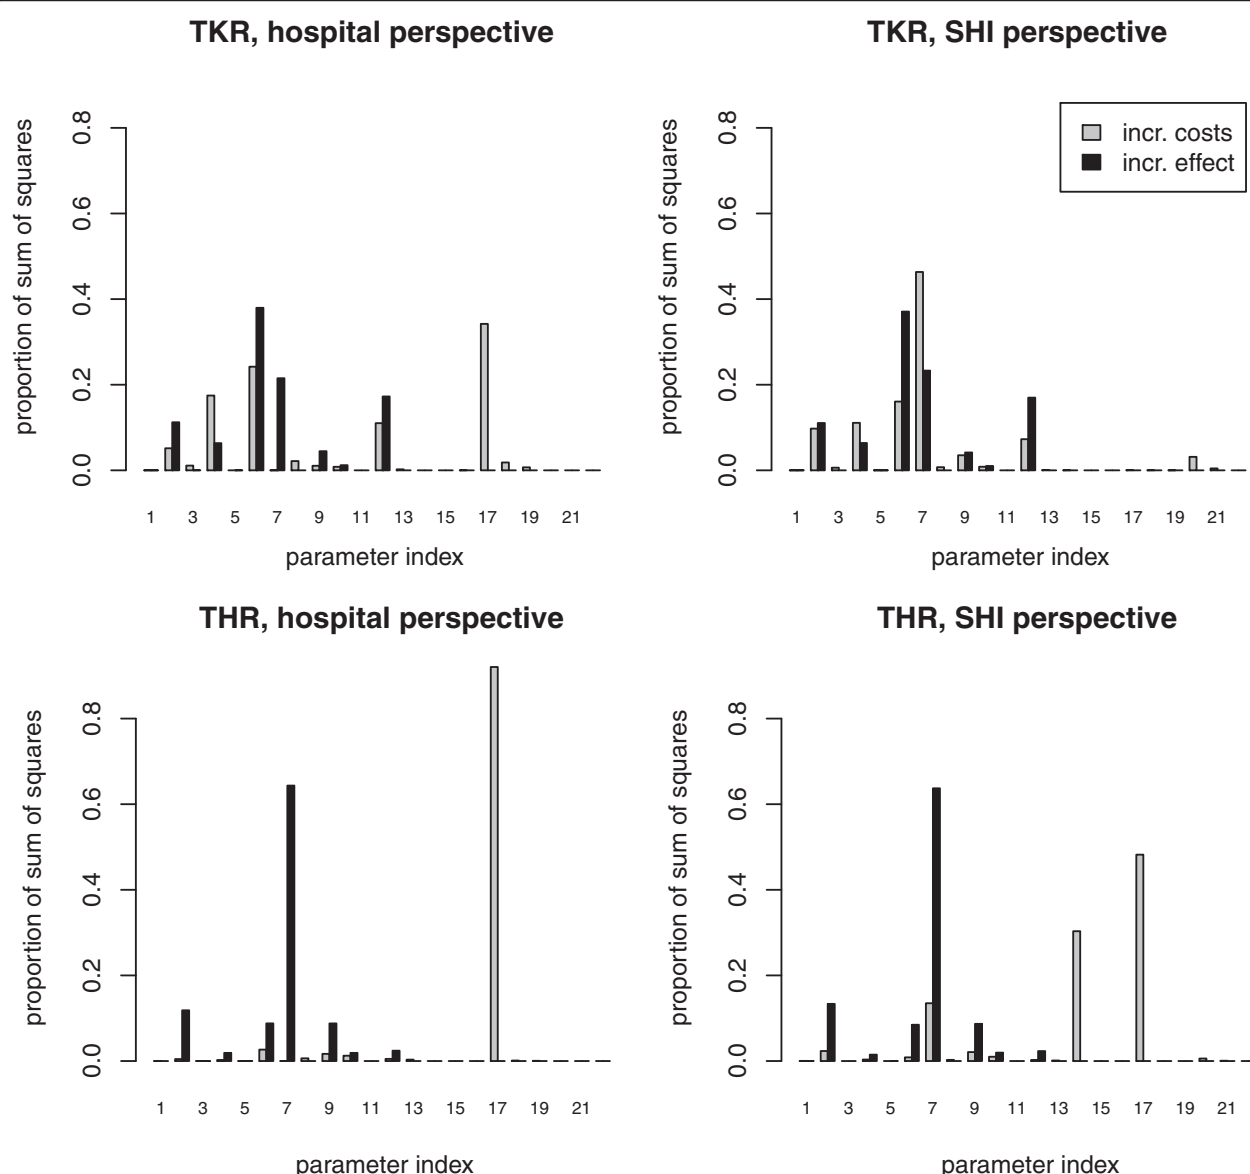 TKR, hospital perspective
proportion of sum of squares
0.8
0.6
0.4
0.2
0.0
1 3 5 7 9 11 13 15 17 19 21
parameter index
TKR, SHI perspective
incr. costs
incr. effect
proportion of sum of squares
0.8
0.6
0.4
0.2
0.0
1 3 5 7 9 11 13 15 17 19 21
parameter index
THR, hospital perspective
proportion of sum of squares
0.8
0.6
0.4
0.2
0.0
1 3 5 7 9 11 13 15 17 19 21
parameter index
THR, SHI perspective
proportion of sum of squares
0.8
0.6
0.4
0.2
0.0
1 3 5 7 9 11 13 15 17 19 21
parameter index